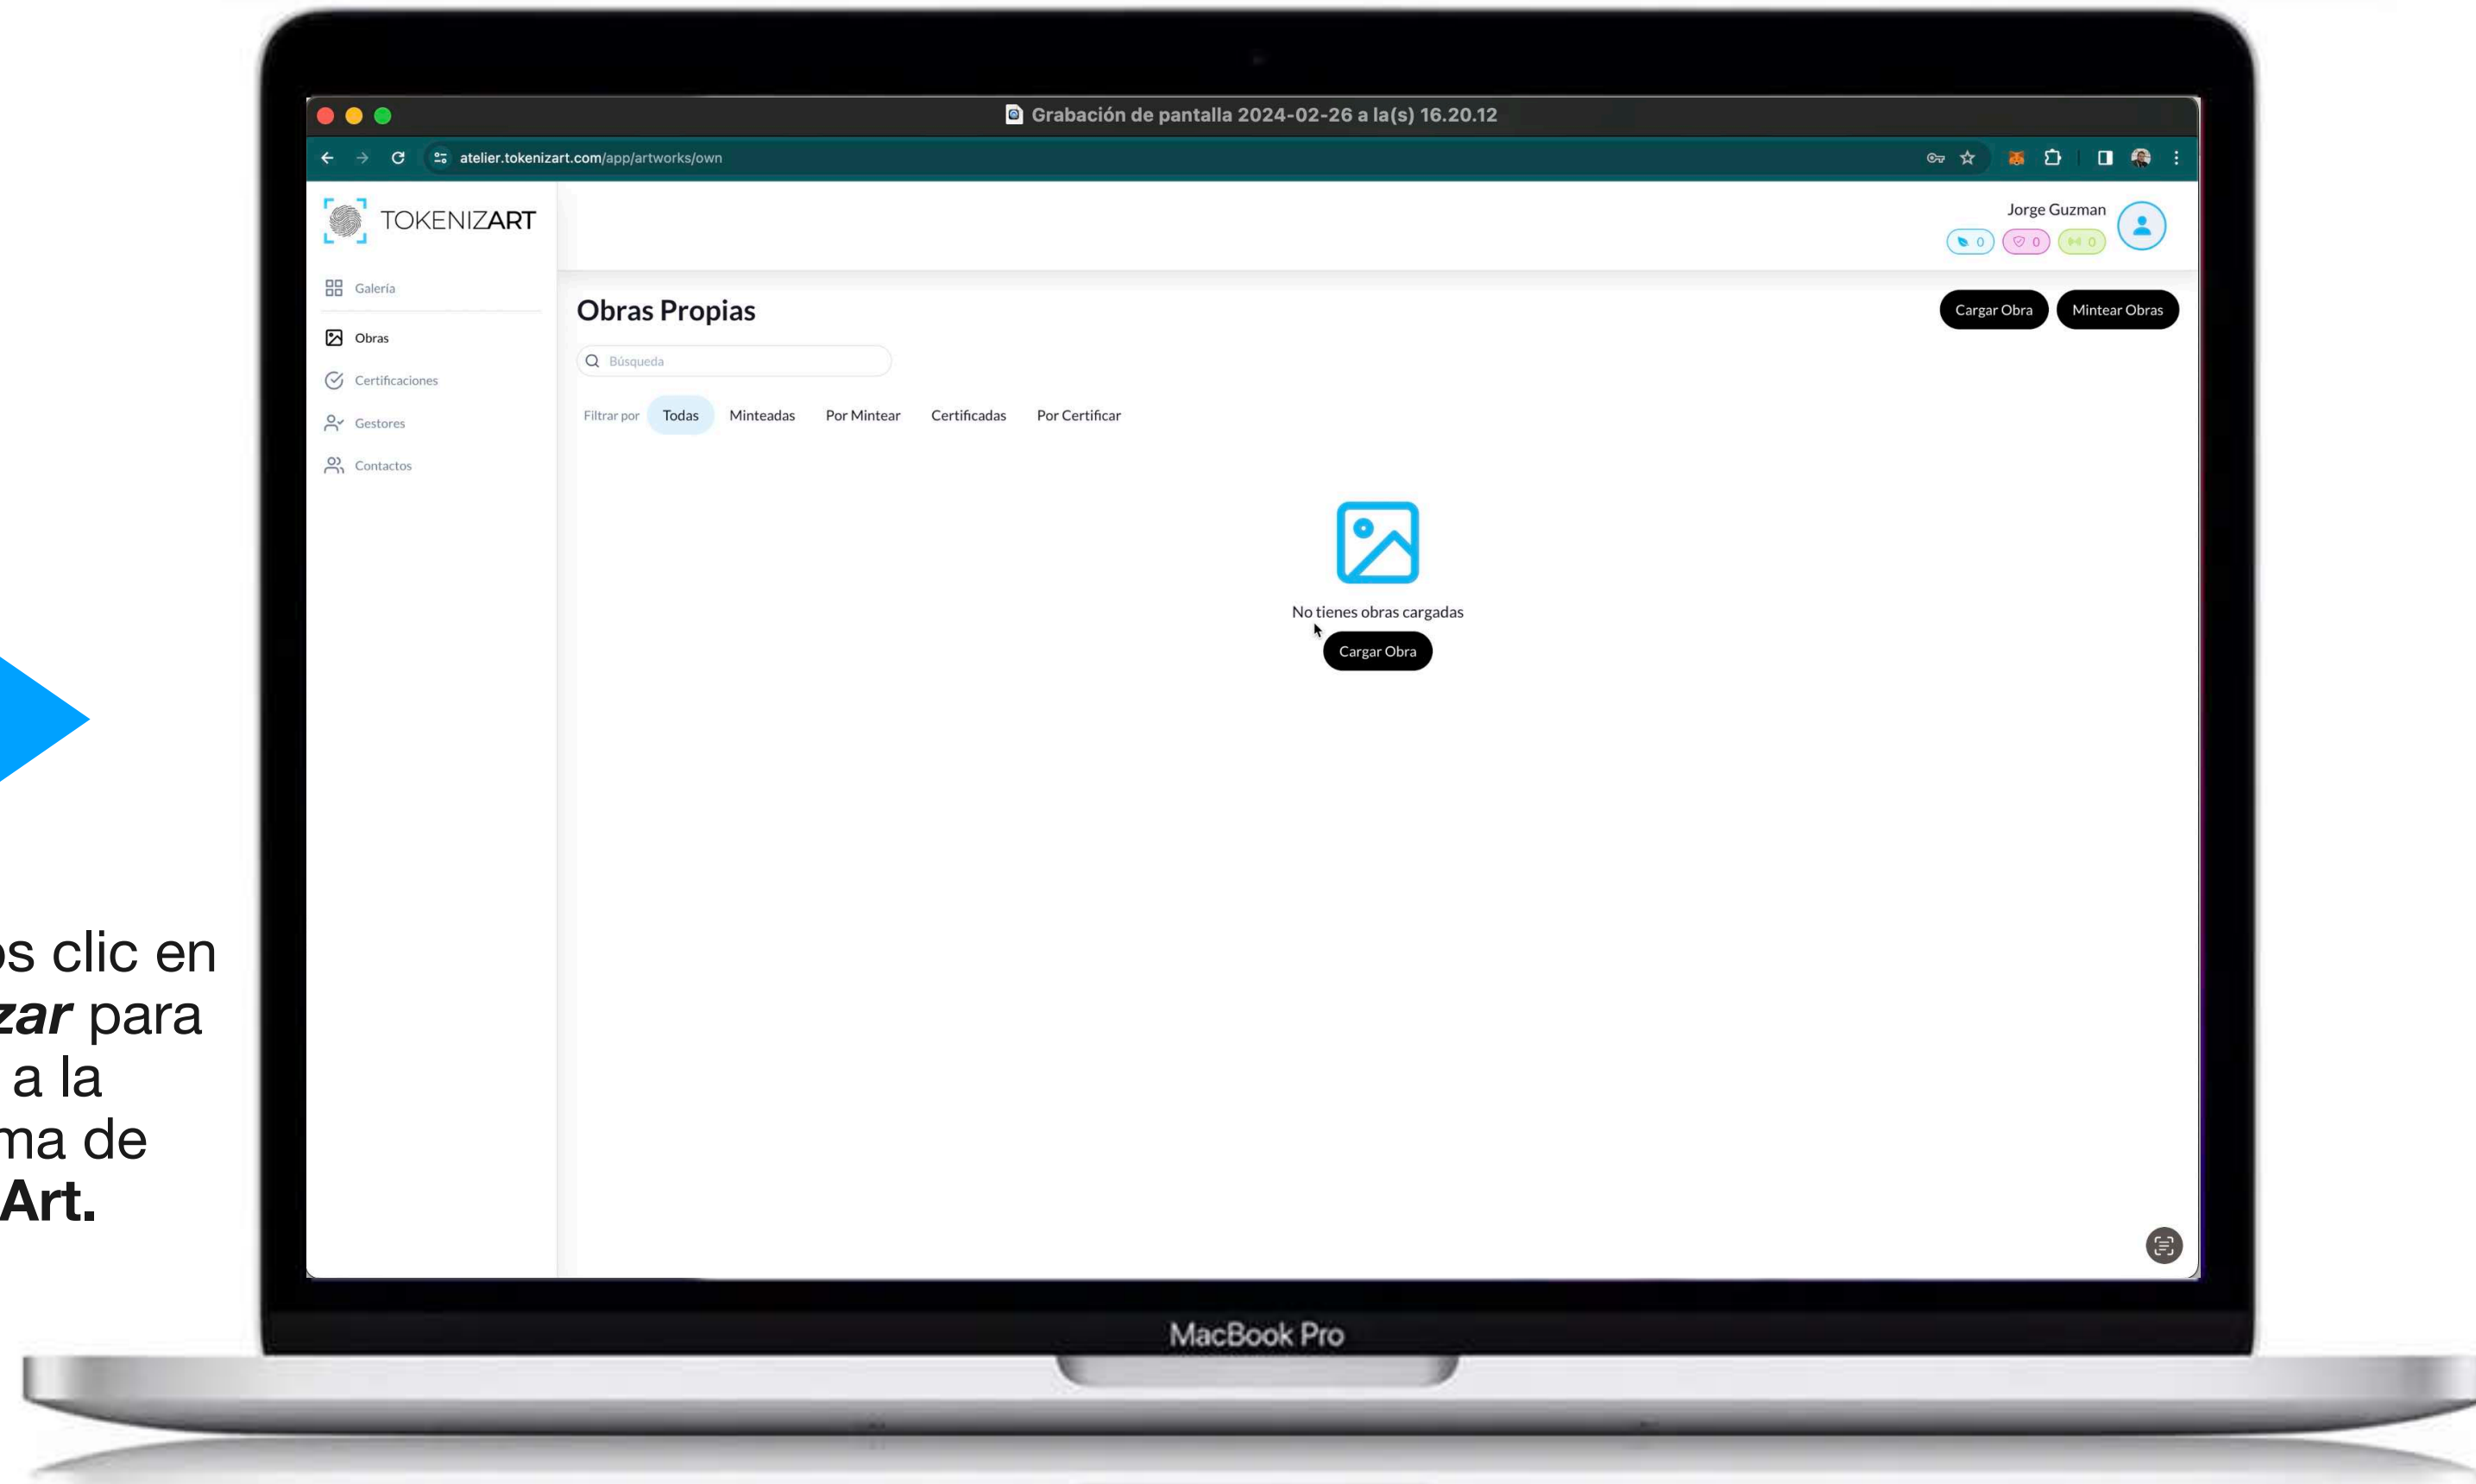 Grabación de pantalla 2024-02-26 a la(s) 16.20.12
atelier.tokenizart.com/app/artworks/own
TOKENIZART
Jorge Guzman
0 0 0
Galería
Obras
Certificaciones
Gestores
Contactos
Obras Propias
Cargar Obra Mintear Obras
Búsqueda
Filtrar por Todas Minteadas Por Mintear Certificadas Por Certificar
No tienes obras cargadas
Cargar Obra
os clic en
zar para
a la
ma de
Art.
MacBook Pro